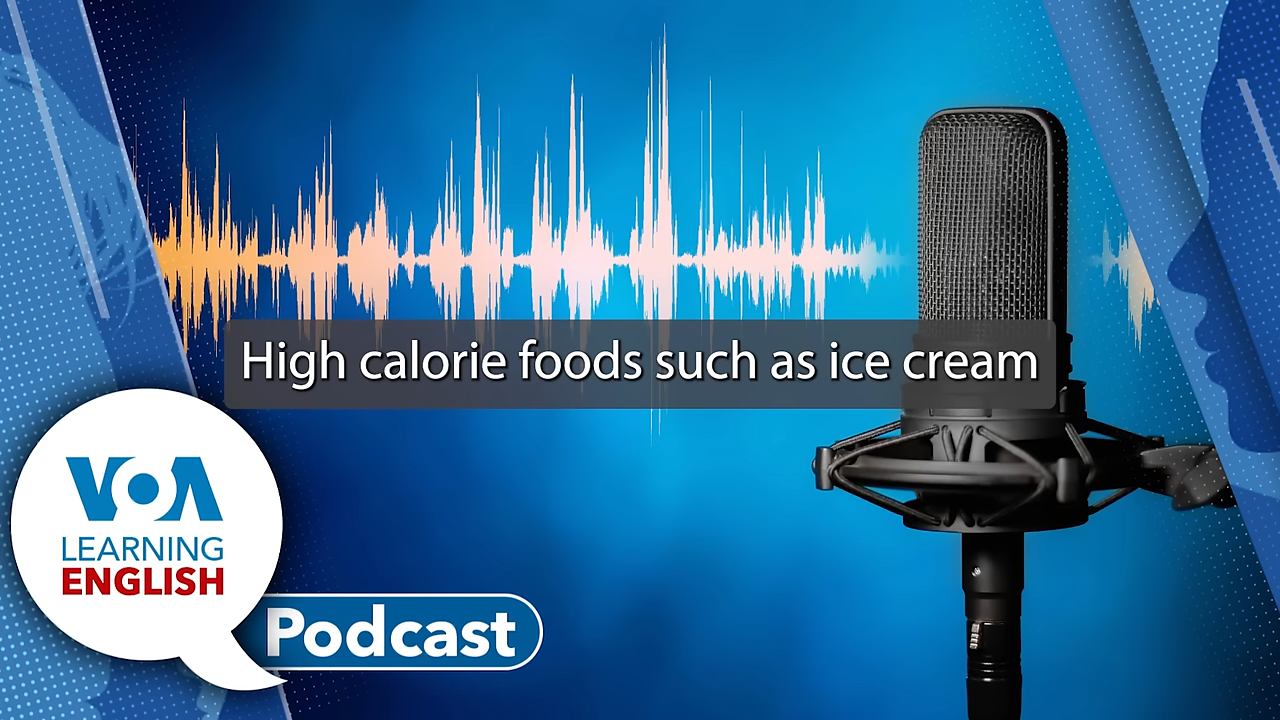 High calorie foods such as ice cream
VOA
LEARNING
ENGLISH
Podcast